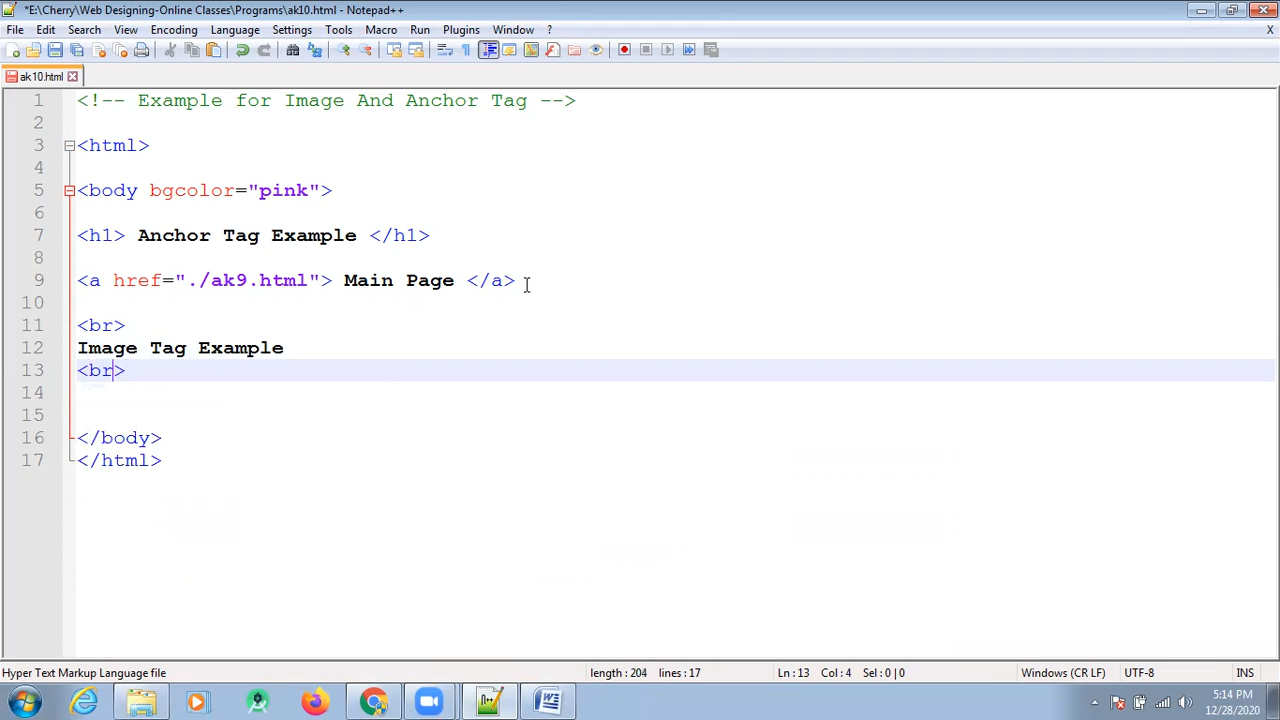 *E:\Cherry\Web Designing-Online Classes\Programs\ak10.html - Notepad++
File Edit Search View Encoding Language Settings Tools Macro Run Plugins Window ? X
ak10.html
1 <!-- Example for Image And Anchor Tag -->
2
3 <html>
4
5 <body bgcolor="pink">
6
7 <h1> Anchor Tag Example </h1>
8
9 <a href="./ak9.html"> Main Page </a>
10
11 <br>
12 Image Tag Example
13 <br>
14
15
16 </body>
17 </html>
Hyper Text Markup Language file length : 204 lines : 17 Ln : 13 Col : 4 Sel : 0 | 0 Windows (CR LF) UTF-8 INS
5:14 PM
12/28/2020